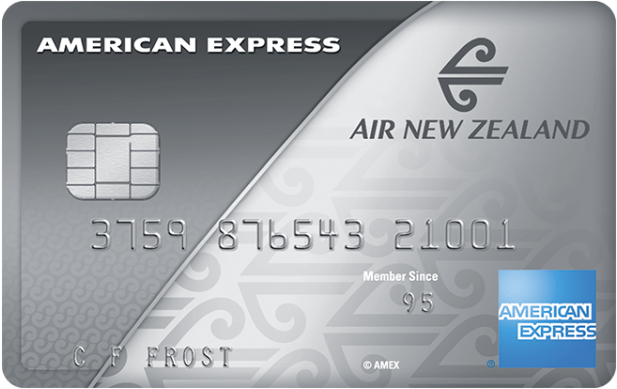 AMERICAN EXPRESS
AIR NEW ZEALAND
3759 876543 21001
Member Since
95
AMERICAN
EXPRESS
®
C F FROST
© AMEX